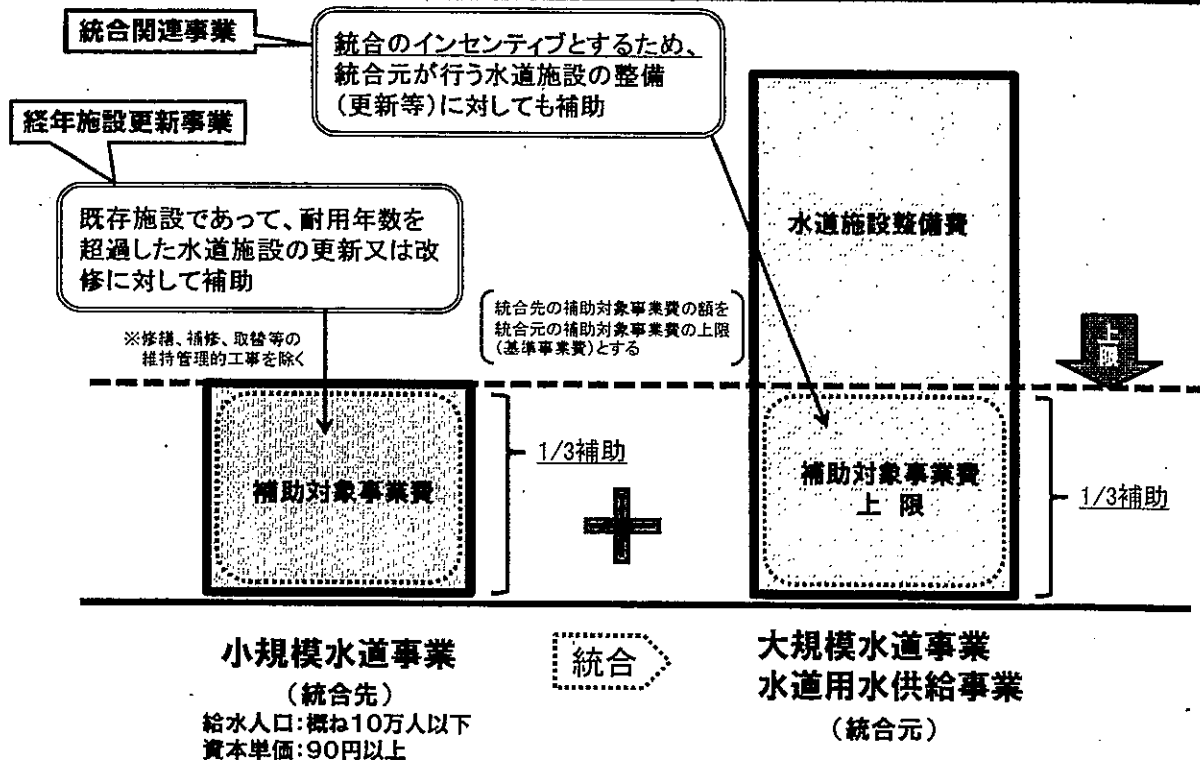 統合関連事業
統合のインセンティブとするため、
統合元が行う水道施設の整備
(更新等)に対しても補助
経年施設更新事業
既存施設であって、耐用年数を
超過した水道施設の更新又は改
修に対して補助
※修繕、補修、取替等の
維持管理的工事を除く
統合先の補助対象事業費の額を
統合元の補助対象事業費の上限
(基準事業費)とする
水道施設整備費
上限
補助対象事業費
1/3補助
補助対象事業費
上 限
1/3補助
小規模水道事業
(統合先)
給水人口:概ね10万人以下
資本単価:90円以上
統合
大規模水道事業
水道用水供給事業
(統合元)